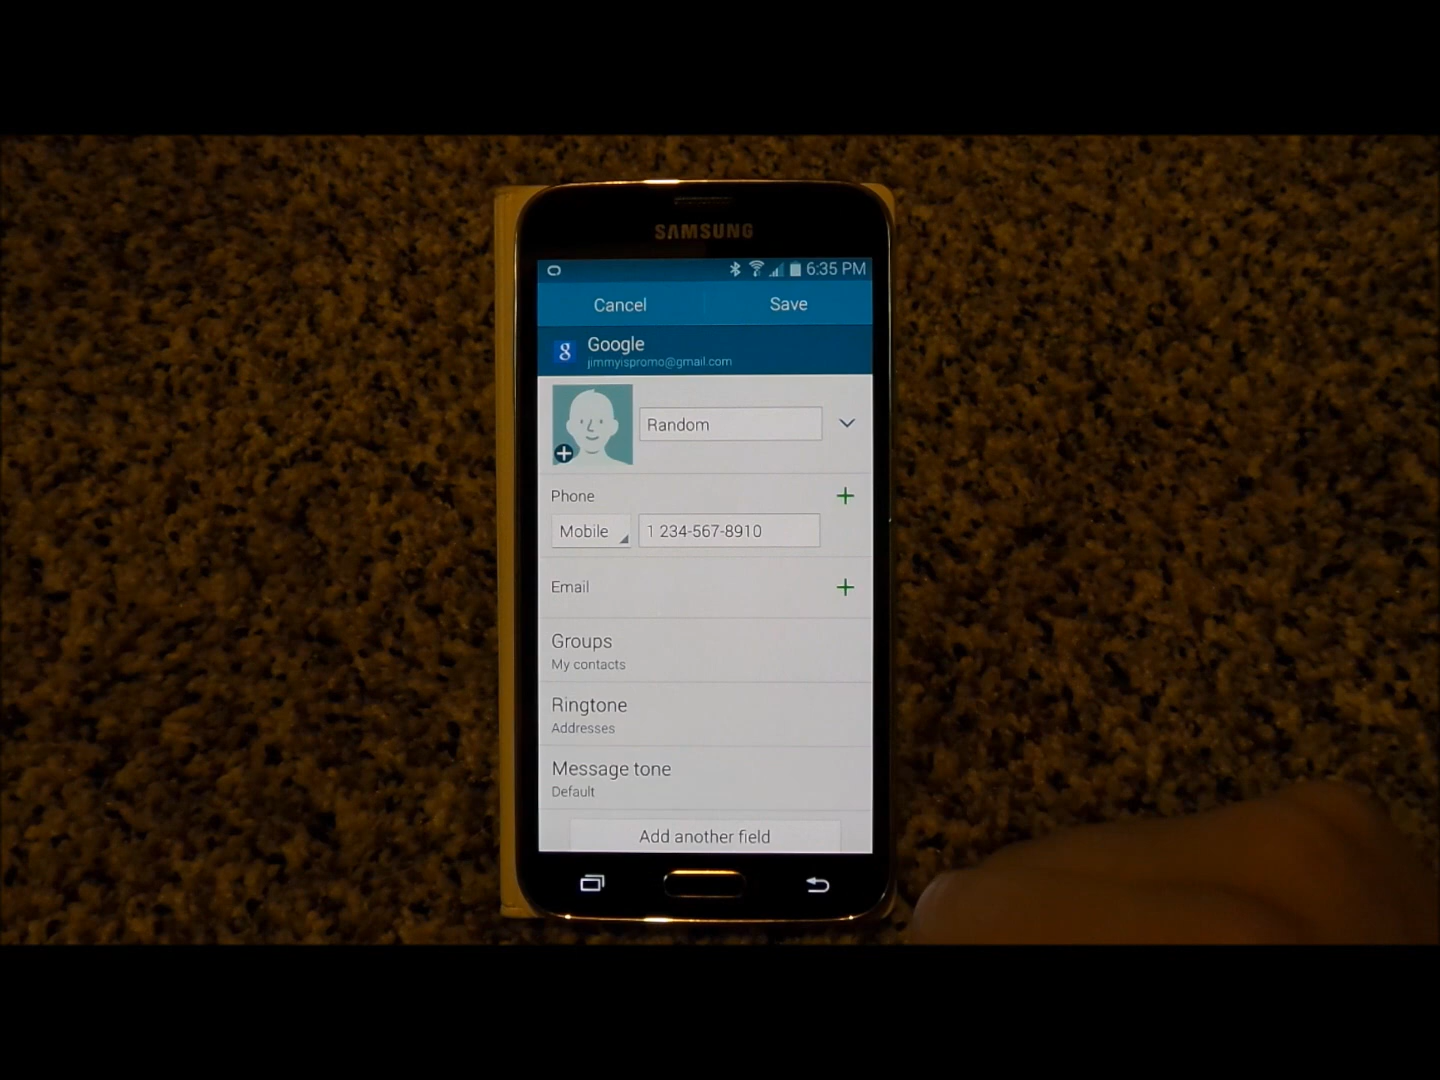 SAMSUNG
6:35 PM
Cancel Save
8 Google
jimmyispromo@gmail.com
Random
Phone
Mobile 1 234-567-8910
Email
Groups
My contacts
Ringtone
Addresses
Message tone
Default
Add another field